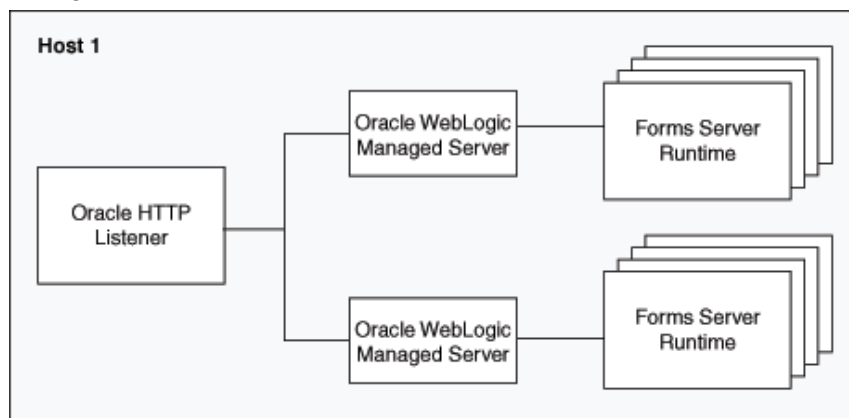 Host 1
Oracle HTTP
Listener
Oracle WebLogic
Managed Server
Forms Server
Runtime
Oracle WebLogic
Managed Server
Forms Server
Runtime